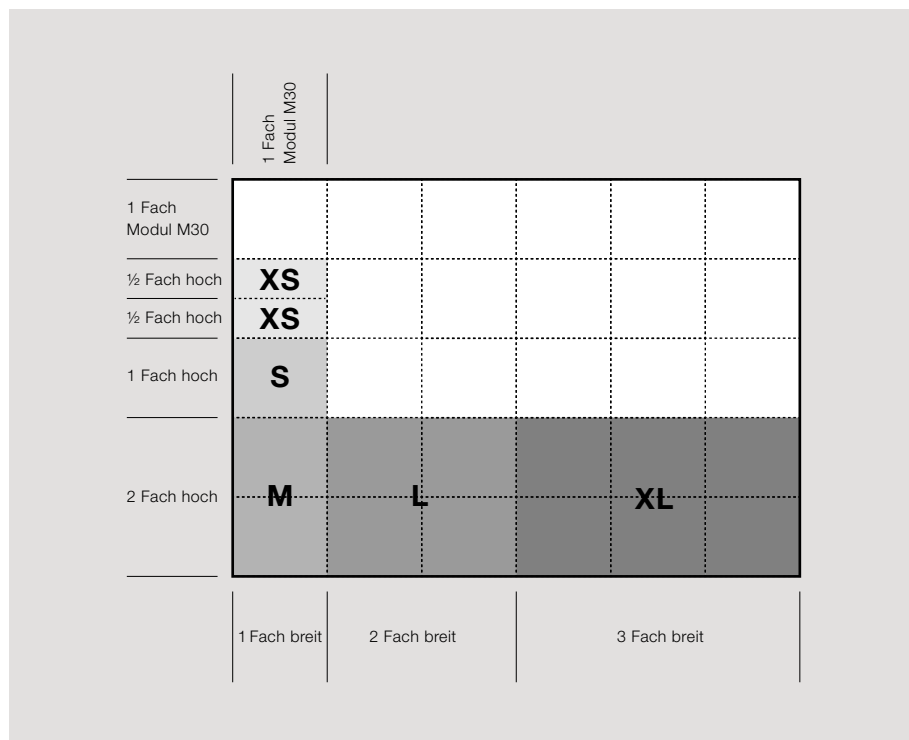 1 Fach
Modul M30
1 Fach
Modul M30
½ Fach hoch
XS
½ Fach hoch
XS
1 Fach hoch
S
2 Fach hoch
M
L
XL
1 Fach breit
2 Fach breit
3 Fach breit